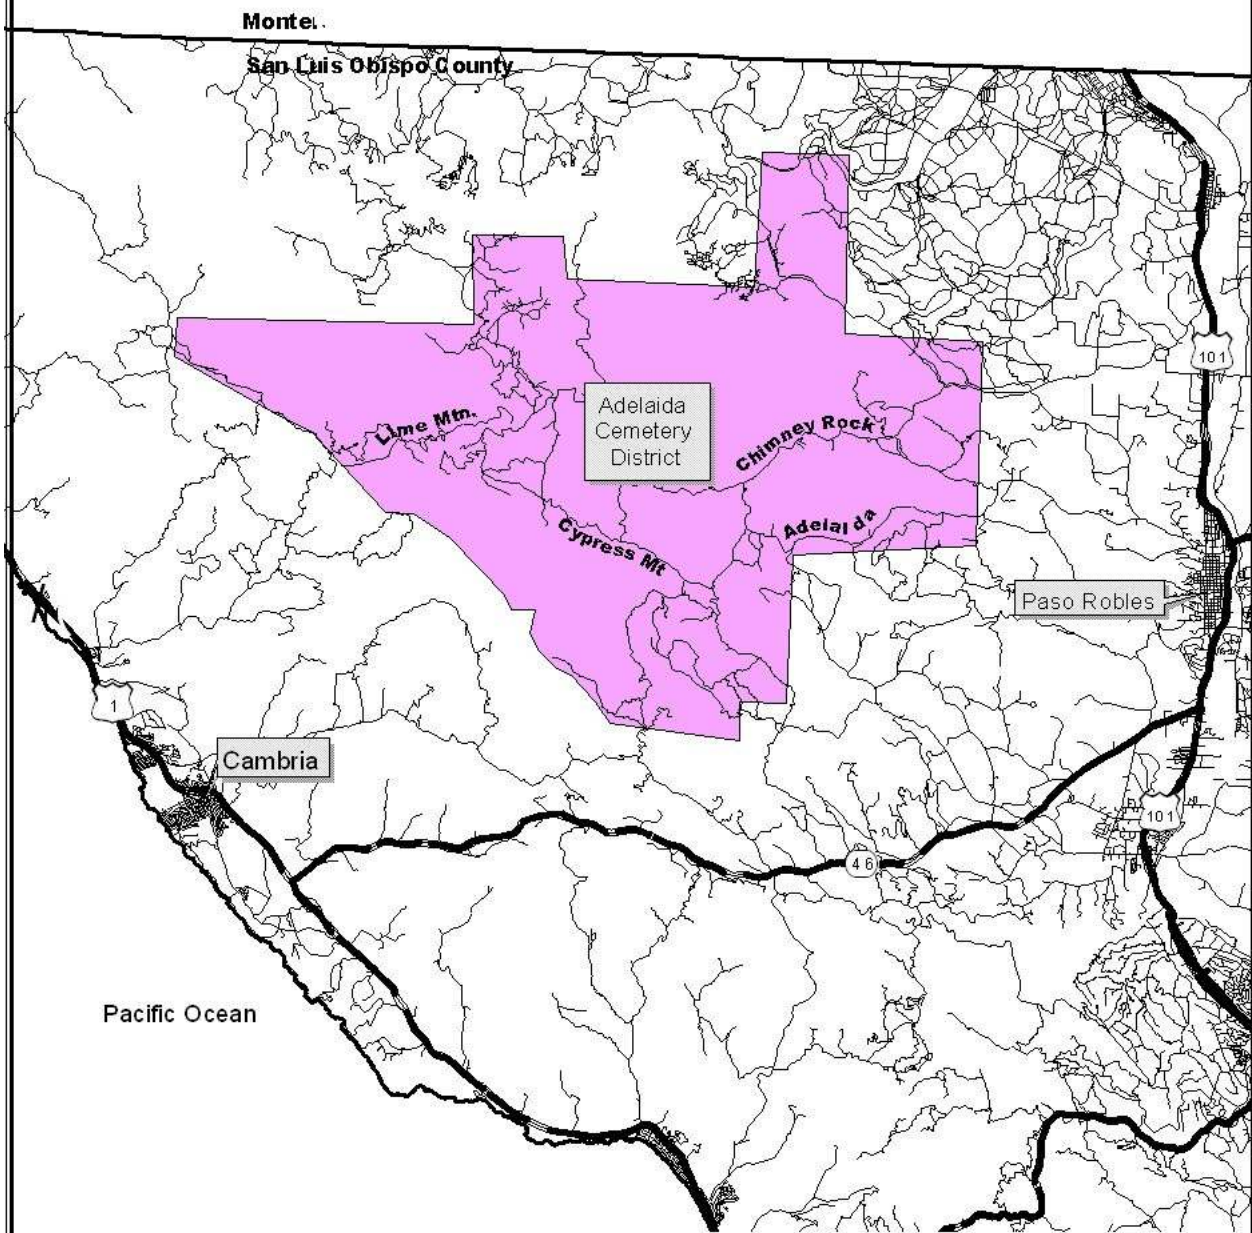 San Luis Obispo County
101
Adelaida
Cemetery
District
Lime Mtn.
Chimney Rock
Adelaida
Cypress Mt
Paso Robles
1
Cambria
101
46
Pacific Ocean